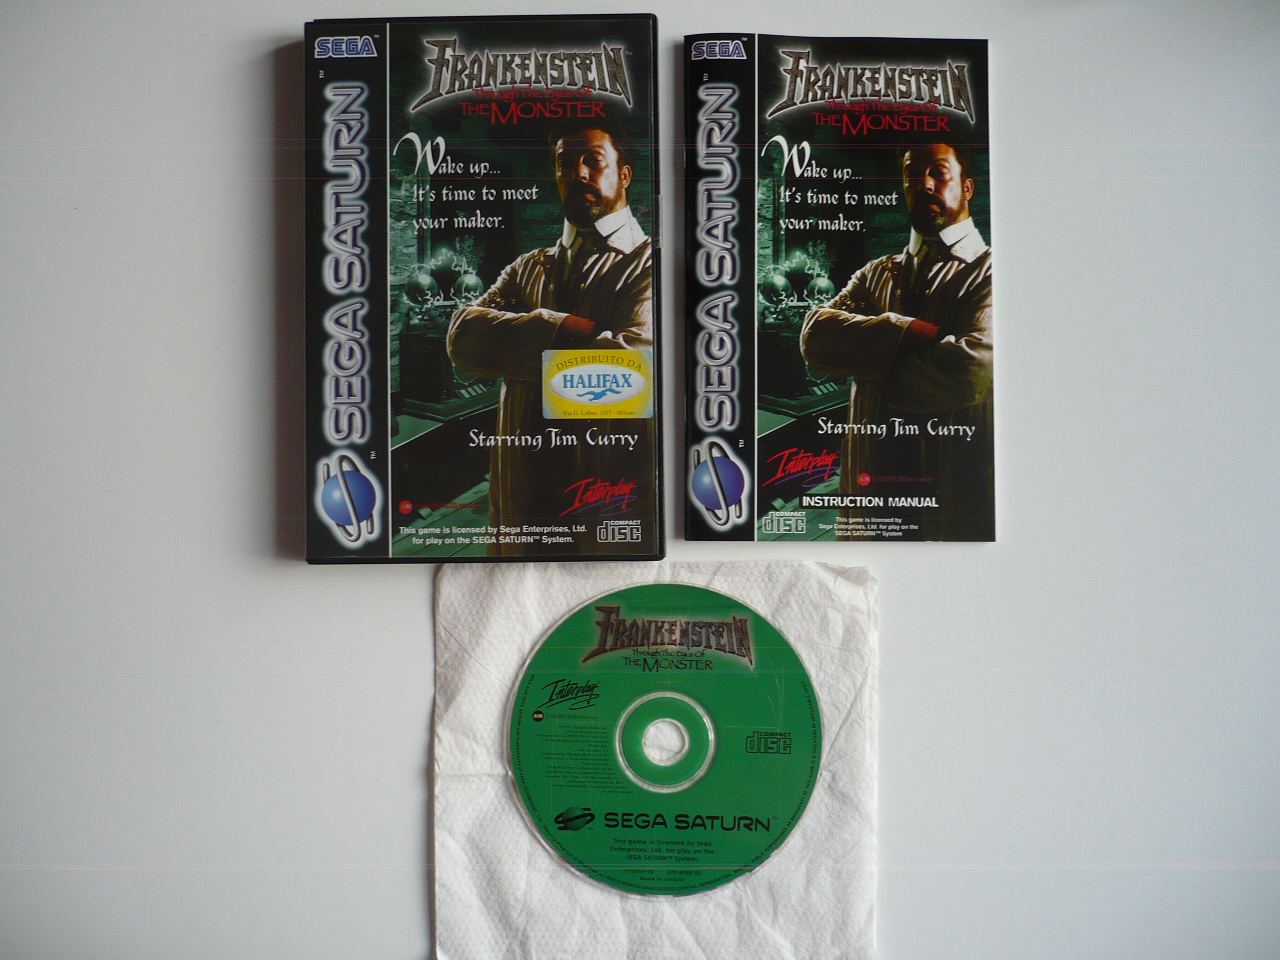 SEGA
SEGA SATURN
FRANKENSTEIN
Through The Eyes Of
THE MONSTER
Wake up...
It's time to meet
your maker.
DISTRIBUITO DA
HALIFAX
Starring Tim Curry
Interplay
This game is licensed by Sega Enterprises, Ltd.
for play on the SEGA SATURN™ System.
COMPACT
disc
SEGA
SEGA SATURN
FRANKENSTEIN
Through The Eyes Of
THE MONSTER
Wake up...
It's time to meet
your maker.
Starring Tim Curry
Interplay
INSTRUCTION MANUAL
COMPACT
disc
This game is licensed by
Sega Enterprises, Ltd. for play on the
SEGA SATURN™ System
FRANKENSTEIN
Through The Eyes Of
THE MONSTER
Interplay
COMPACT
disc
SEGA SATURN™
This game is licensed by Sega
Enterprises, Ltd. for play on the
SEGA SATURN™ System